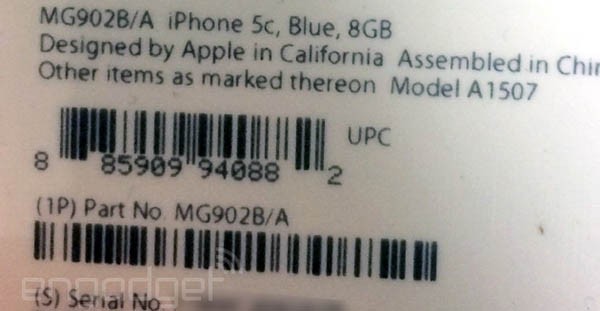 MG902B/A iPhone 5c, Blue, 8GB
Designed by Apple in California Assembled in
Other items as marked thereon Model A1507
UPC
8 85909 94088 2
(1P) Part No. MG902B/A
engadget
(S) Serial No.